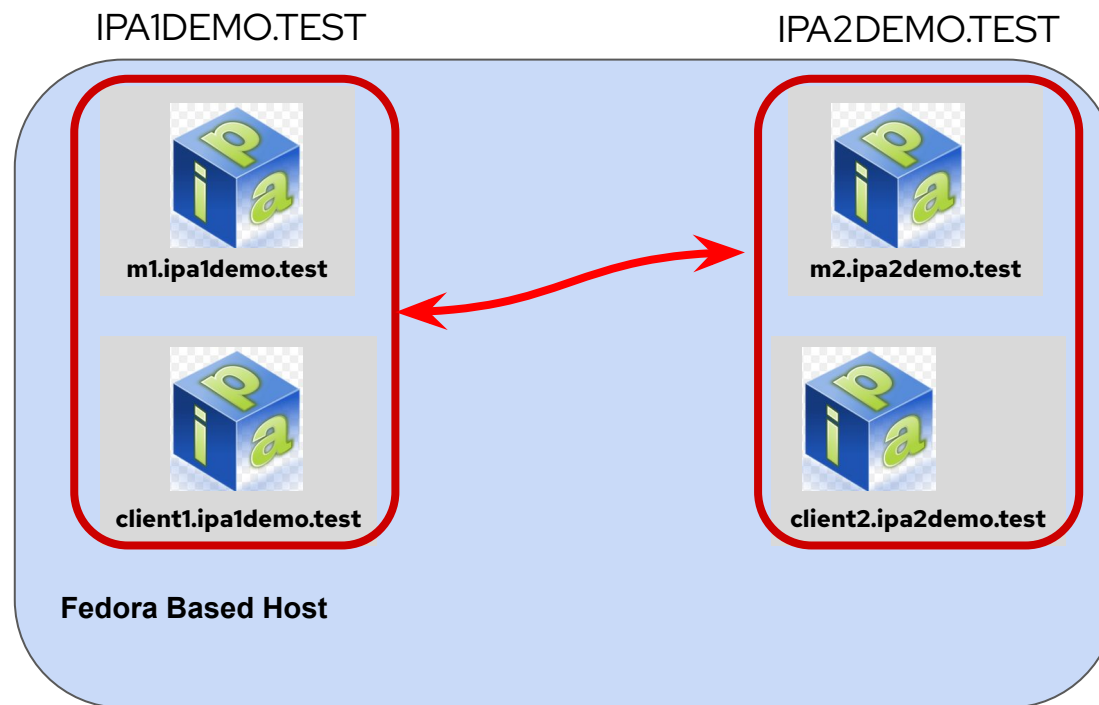 IPA1DEMO.TEST
IPA2DEMO.TEST
i p a
m1.ipa1demo.test
i p a
m2.ipa2demo.test
i p a
client1.ipa1demo.test
i p a
client2.ipa2demo.test
Fedora Based Host